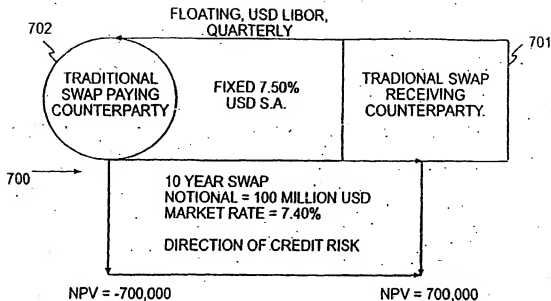 FLOATING, USD LIBOR,
QUARTERLY
702
701
TRADITIONAL
SWAP PAYING
COUNTERPARTY
FIXED 7.50%
USD S.A.
TRADIONAL SWAP
RECEIVING
COUNTERPARTY.
700
10 YEAR SWAP
NOTIONAL = 100 MILLION USD
MARKET RATE = 7.40%
DIRECTION OF CREDIT RISK
NPV = -700,000
NPV = 700,000